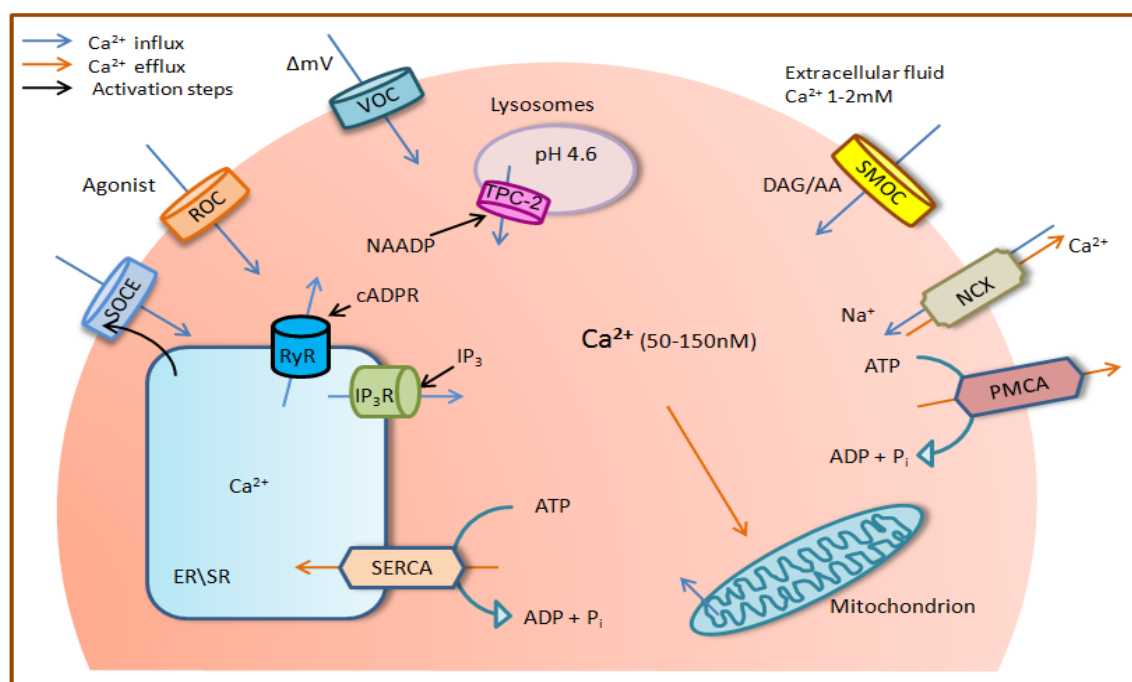 Ca²⁺ influx
Ca²⁺ efflux
Activation steps
ΔmV
VOC
Extracellular fluid
Ca²⁺ 1-2mM
Lysosomes
pH 4.6
TPC-2
NAADP
DAG/AA
SMOC
Agonist
ROC
SOCE
cADPR
RyR
IP₃
IP₃R
Ca²⁺ (50-150nM)
Ca²⁺
NCX
Na⁺
ATP
PMCA
ADP + Pᵢ
Ca²⁺
ER\SR
SERCA
ATP
ADP + Pᵢ
Mitochondrion